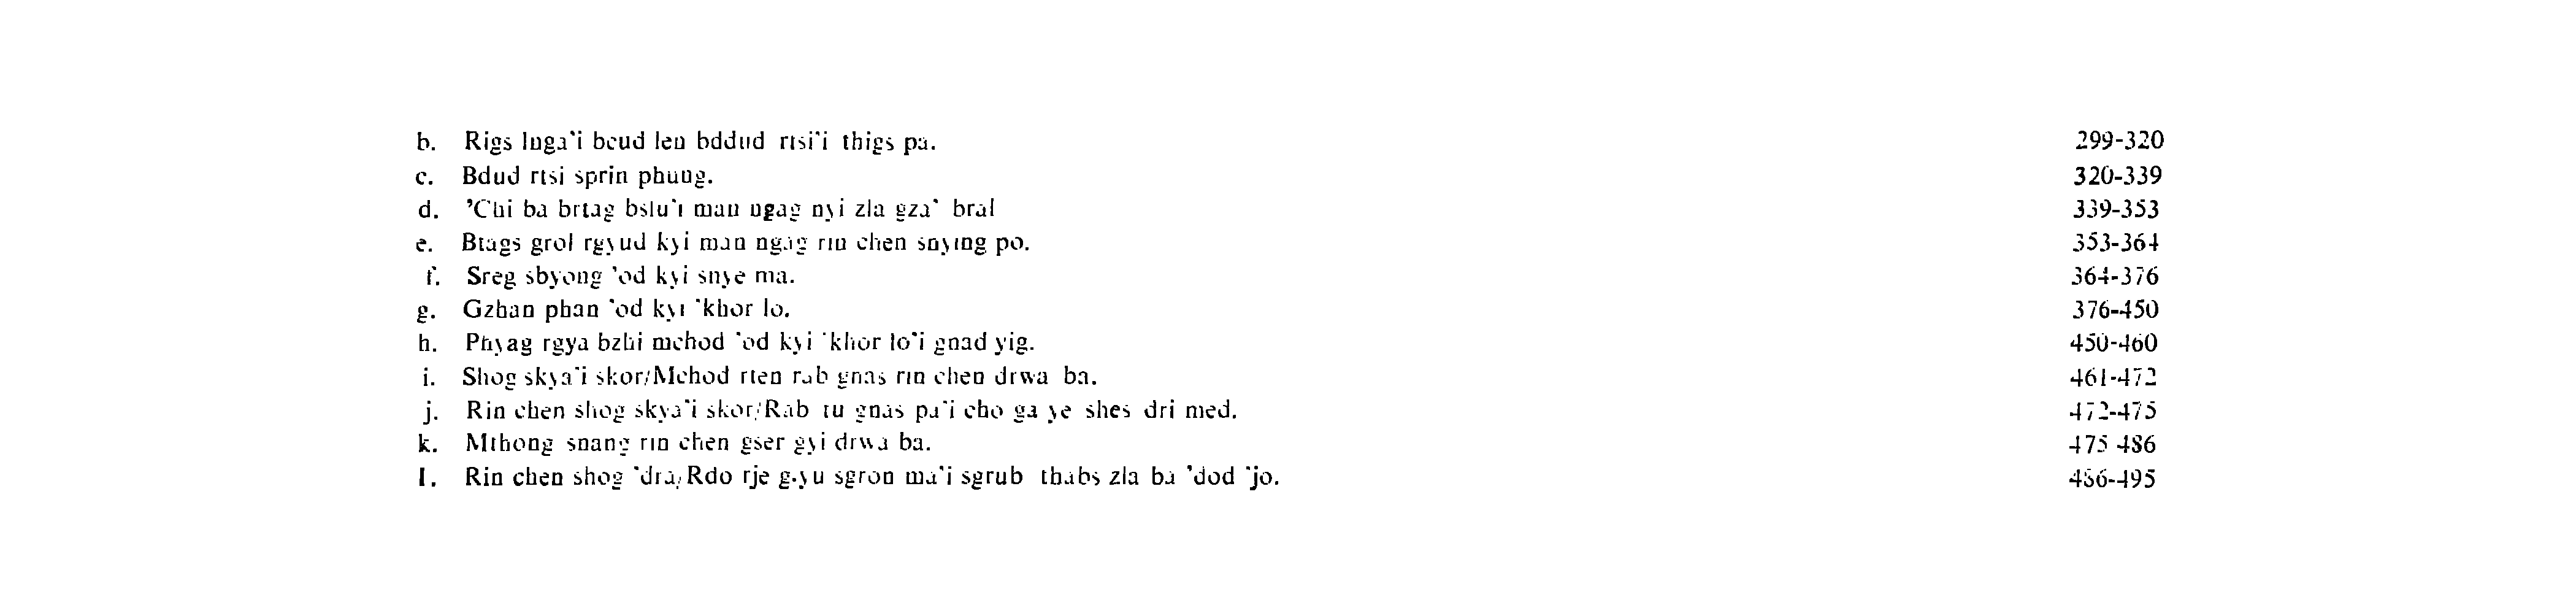 b. Rigs lnga'i bcud len bddud rtsi'i thigs pa. 299-320
c. Bdud rtsi sprin phung. 320-339
d. 'Chi ba brtag bslu'i man ngag nyi zla gza' bral 339-353
e. Btags grol rgyud kyi man ngag rin chen snying po. 353-364
f. Sreg sbyong 'od kyi snye ma. 364-376
g. Gzhan phan 'od kyi 'khor lo. 376-450
h. Phyag rgya bzhi mchod 'od kyi 'khor lo'i gnad yig. 450-460
i. Shog skya'i skor/Mchod rten rab gnas rin chen drwa ba. 461-472
j. Rin chen shog skya'i skor/Rab tu gnas pa'i cho ga ye shes dri med. 472-475
k. Mthong snang rin chen gser gyi drwa ba. 475 486
l. Rin chen shog 'dra/Rdo rje g.yu sgron ma'i sgrub thabs zla ba 'dod 'jo. 486-495